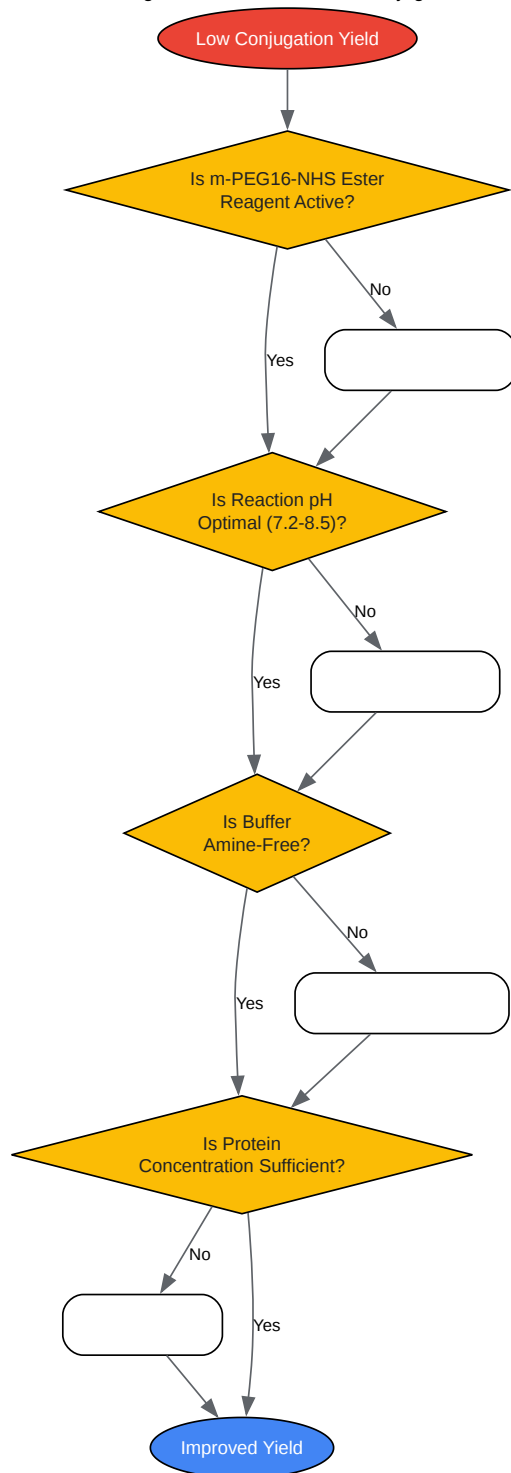 Low Conjugation Yield
Is m-PEG16-NHS Ester
Reagent Active?
No
Yes
Is Reaction pH
Optimal (7.2-8.5)?
No
Yes
Is Buffer
Amine-Free?
No
Yes
Is Protein
Concentration Sufficient?
No
Yes
Improved Yield